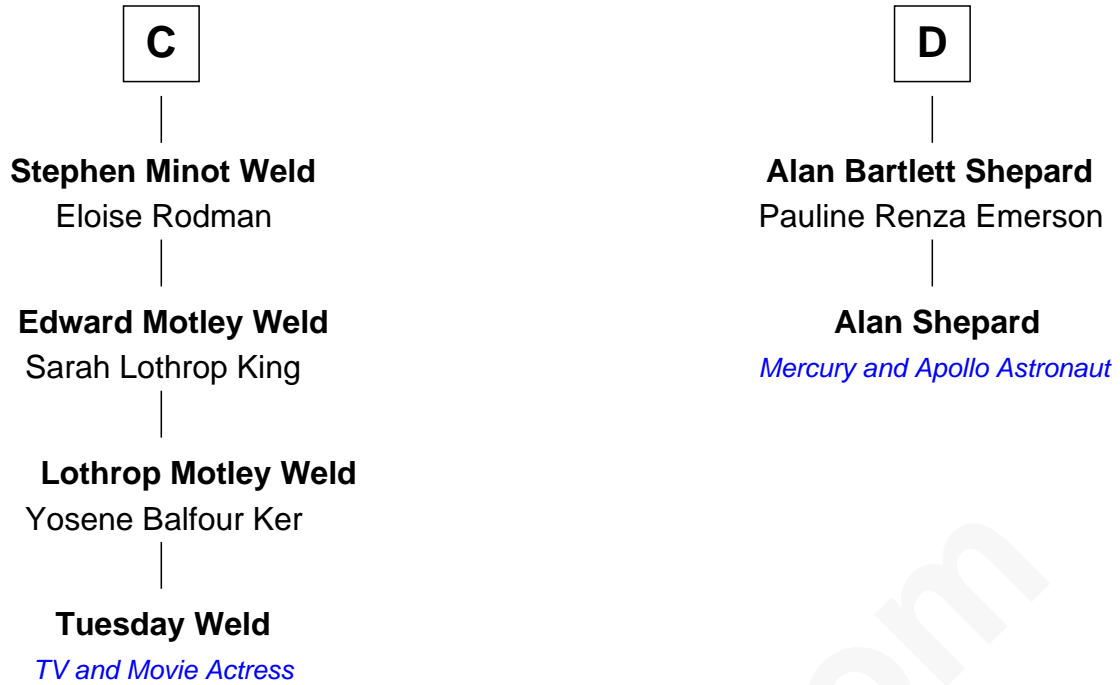 C
Stephen Minot Weld
Eloise Rodman
Edward Motley Weld
Sarah Lothrop King
Lothrop Motley Weld
Yosene Balfour Ker
Tuesday Weld
TV and Movie Actress
D
Alan Bartlett Shepard
Pauline Renza Emerson
Alan Shepard
Mercury and Apollo Astronaut
om